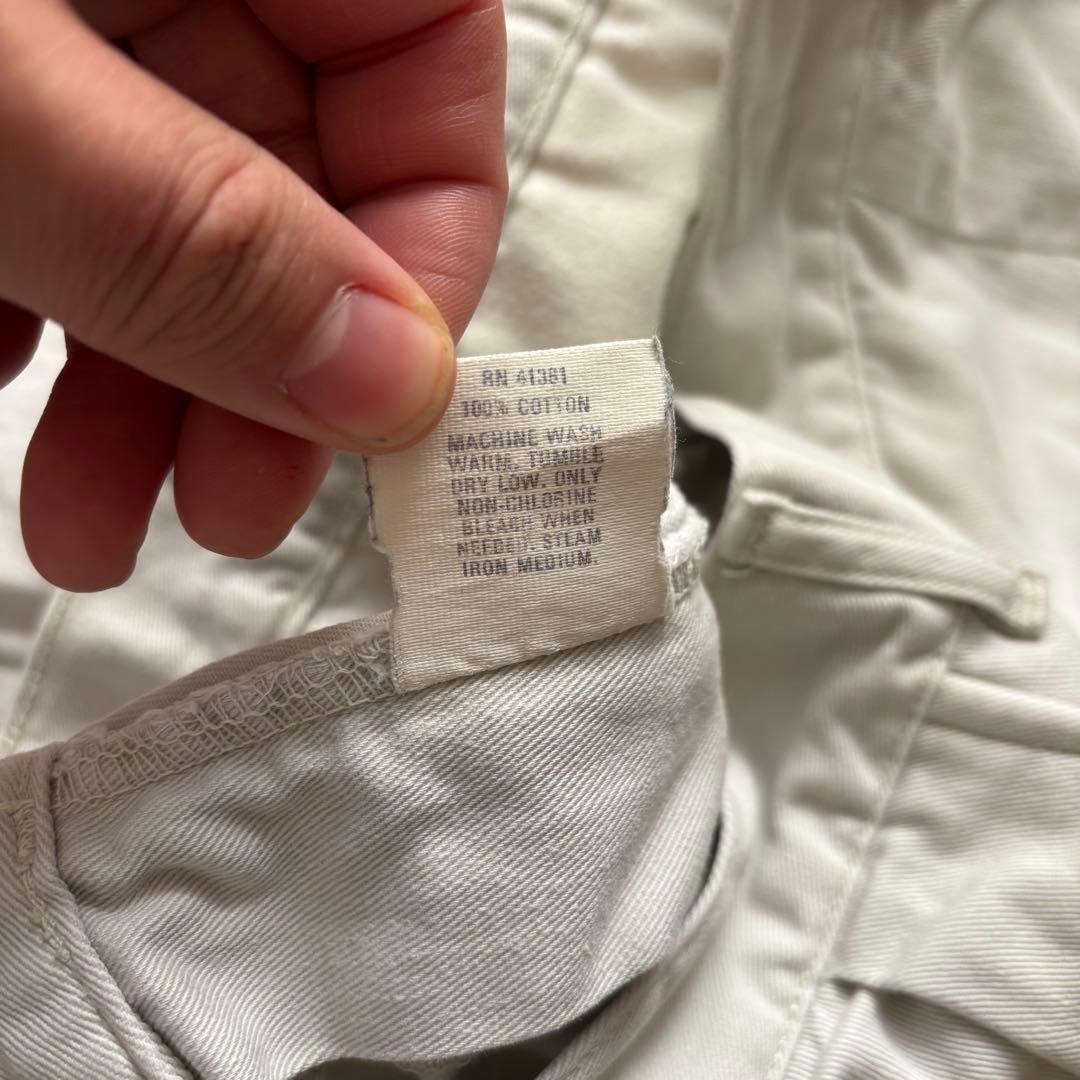 RN 41381
100% COTTON
MACHINE WASH
WARM. TUMBLE
DRY LOW. ONLY
NON-CHLORINE
BLEACH WHEN
NEEDED. STEAM
IRON MEDIUM.